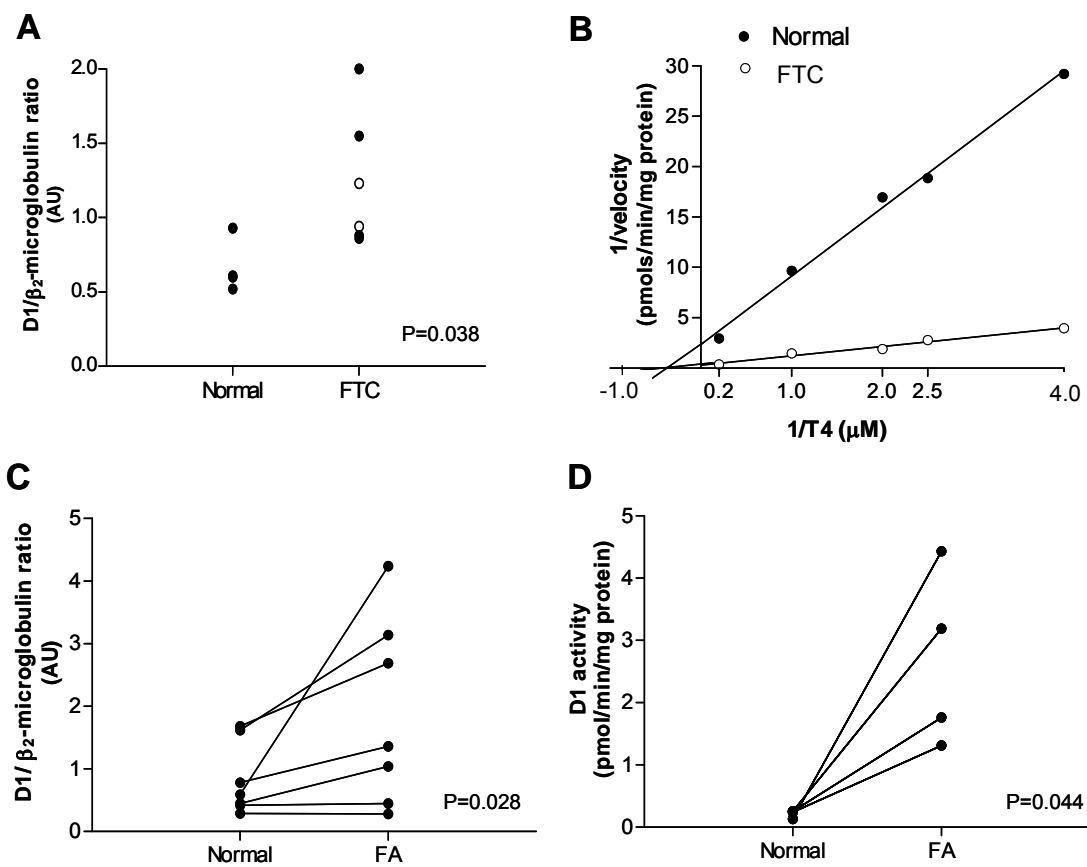 A
D1/β2-microglobulin ratio
(AU)
2.0
1.5
1.0
0.5
0.0
P=0.038
Normal
FTC
B
Normal
FTC
1/velocity
(pmols/min/mg protein)
30
25
20
15
10
5
-1.0
0.2
1.0
2.0
2.5
4.0
1/T4 (μM)
C
D1/ β2-microglobulin ratio
(AU)
5
4
3
2
1
0
P=0.028
Normal
FA
D
D1 activity
(pmol/min/mg protein)
5
4
3
2
1
0
P=0.044
Normal
FA